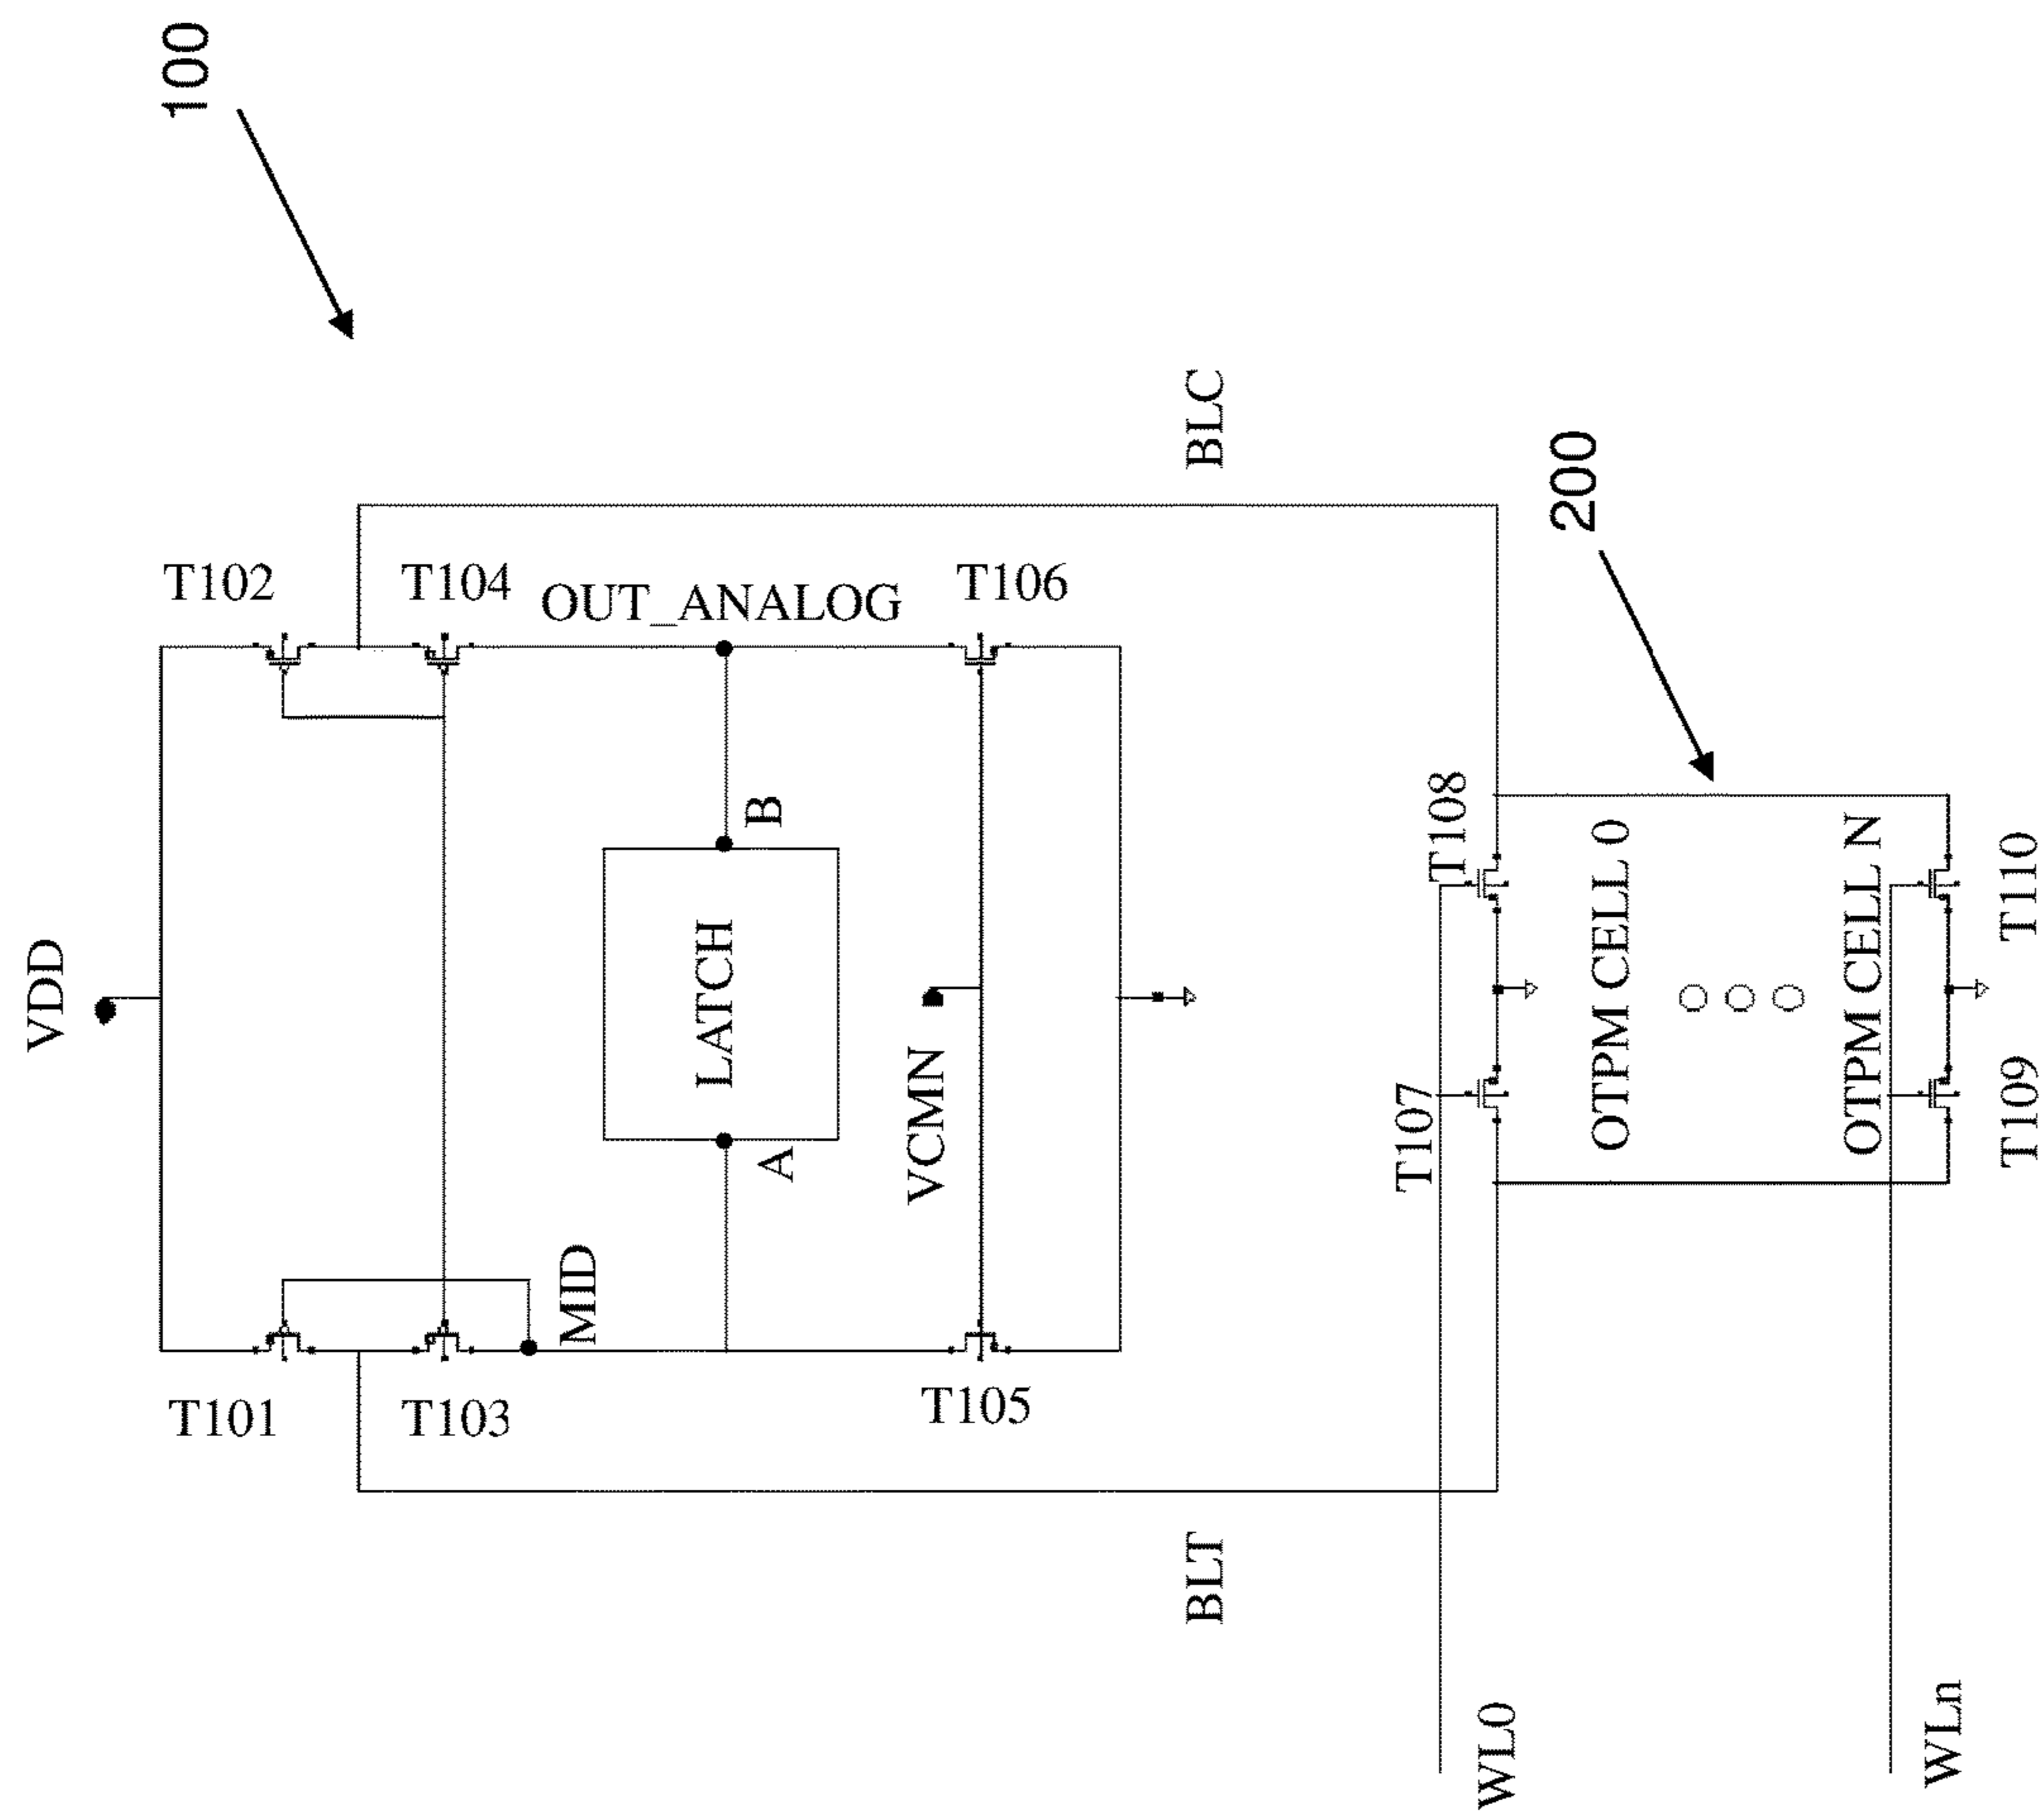 100
VDD
T102
T104
OUT_ANALOG
T106
BLC
T101
T103
MID
A
LATCH
B
VCMN
T105
BLT
200
T107
T108
WL0
OTPM CELL 0
OTPM CELL N
WLn
T109
T110